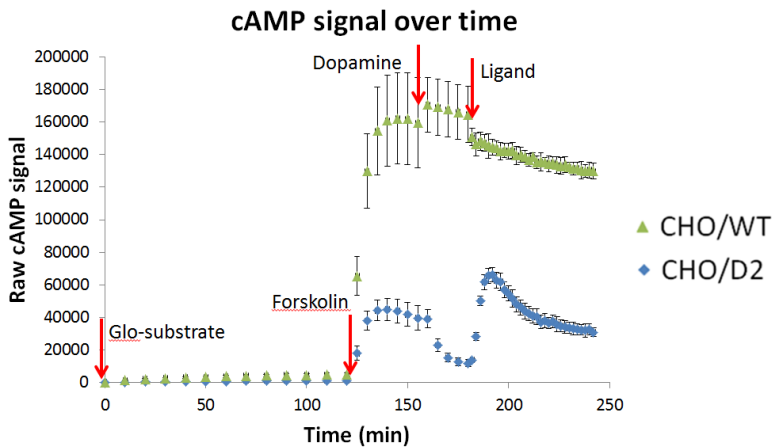 cAMP signal over time
Raw cAMP signal
200000
180000
160000
140000
120000
100000
80000
60000
40000
20000
0
Dopamine
Ligand
Forskolin
Glo-substrate
CHO/WT
CHO/D2
0 50 100 150 200 250
Time (min)